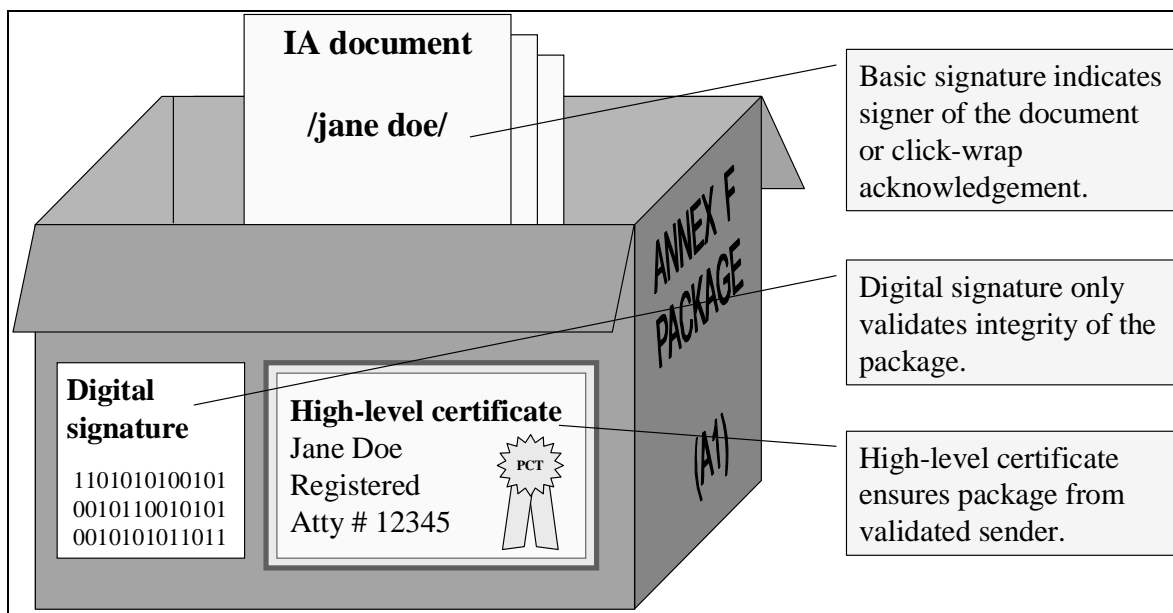 IA document
/jane doe/
Basic signature indicates
signer of the document
or click-wrap
acknowledgement.
ANNEX F
PACKAGE
(A1)
Digital signature only
validates integrity of the
package.
Digital
signature
1101010100101
0010110010101
0010101011011
High-level certificate
Jane Doe
Registered
Atty # 12345
PCT
High-level certificate
ensures package from
validated sender.